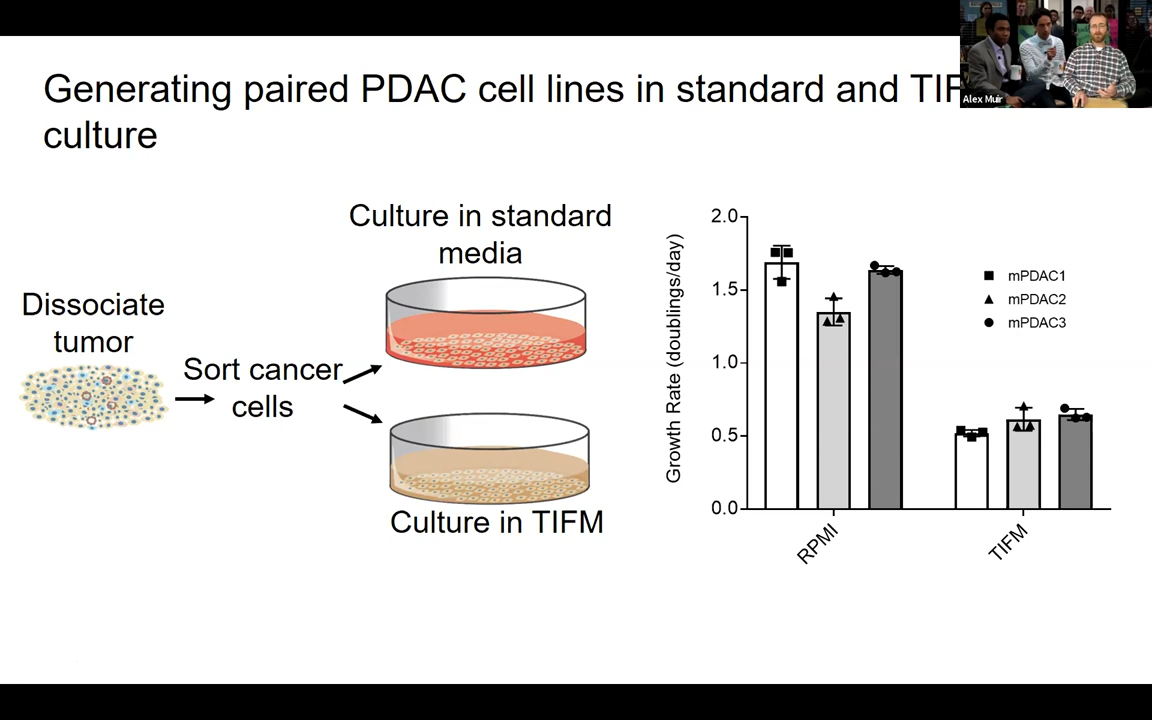 Generating paired PDAC cell lines in standard and TIF
culture
Alex Muir
Culture in standard
media
Dissociate
tumor
Sort cancer
cells
Culture in TIFM
Growth Rate (doublings/day)
2.0
1.5
1.0
0.5
0.0
mPDAC1
mPDAC2
mPDAC3
RPMI
TIFM